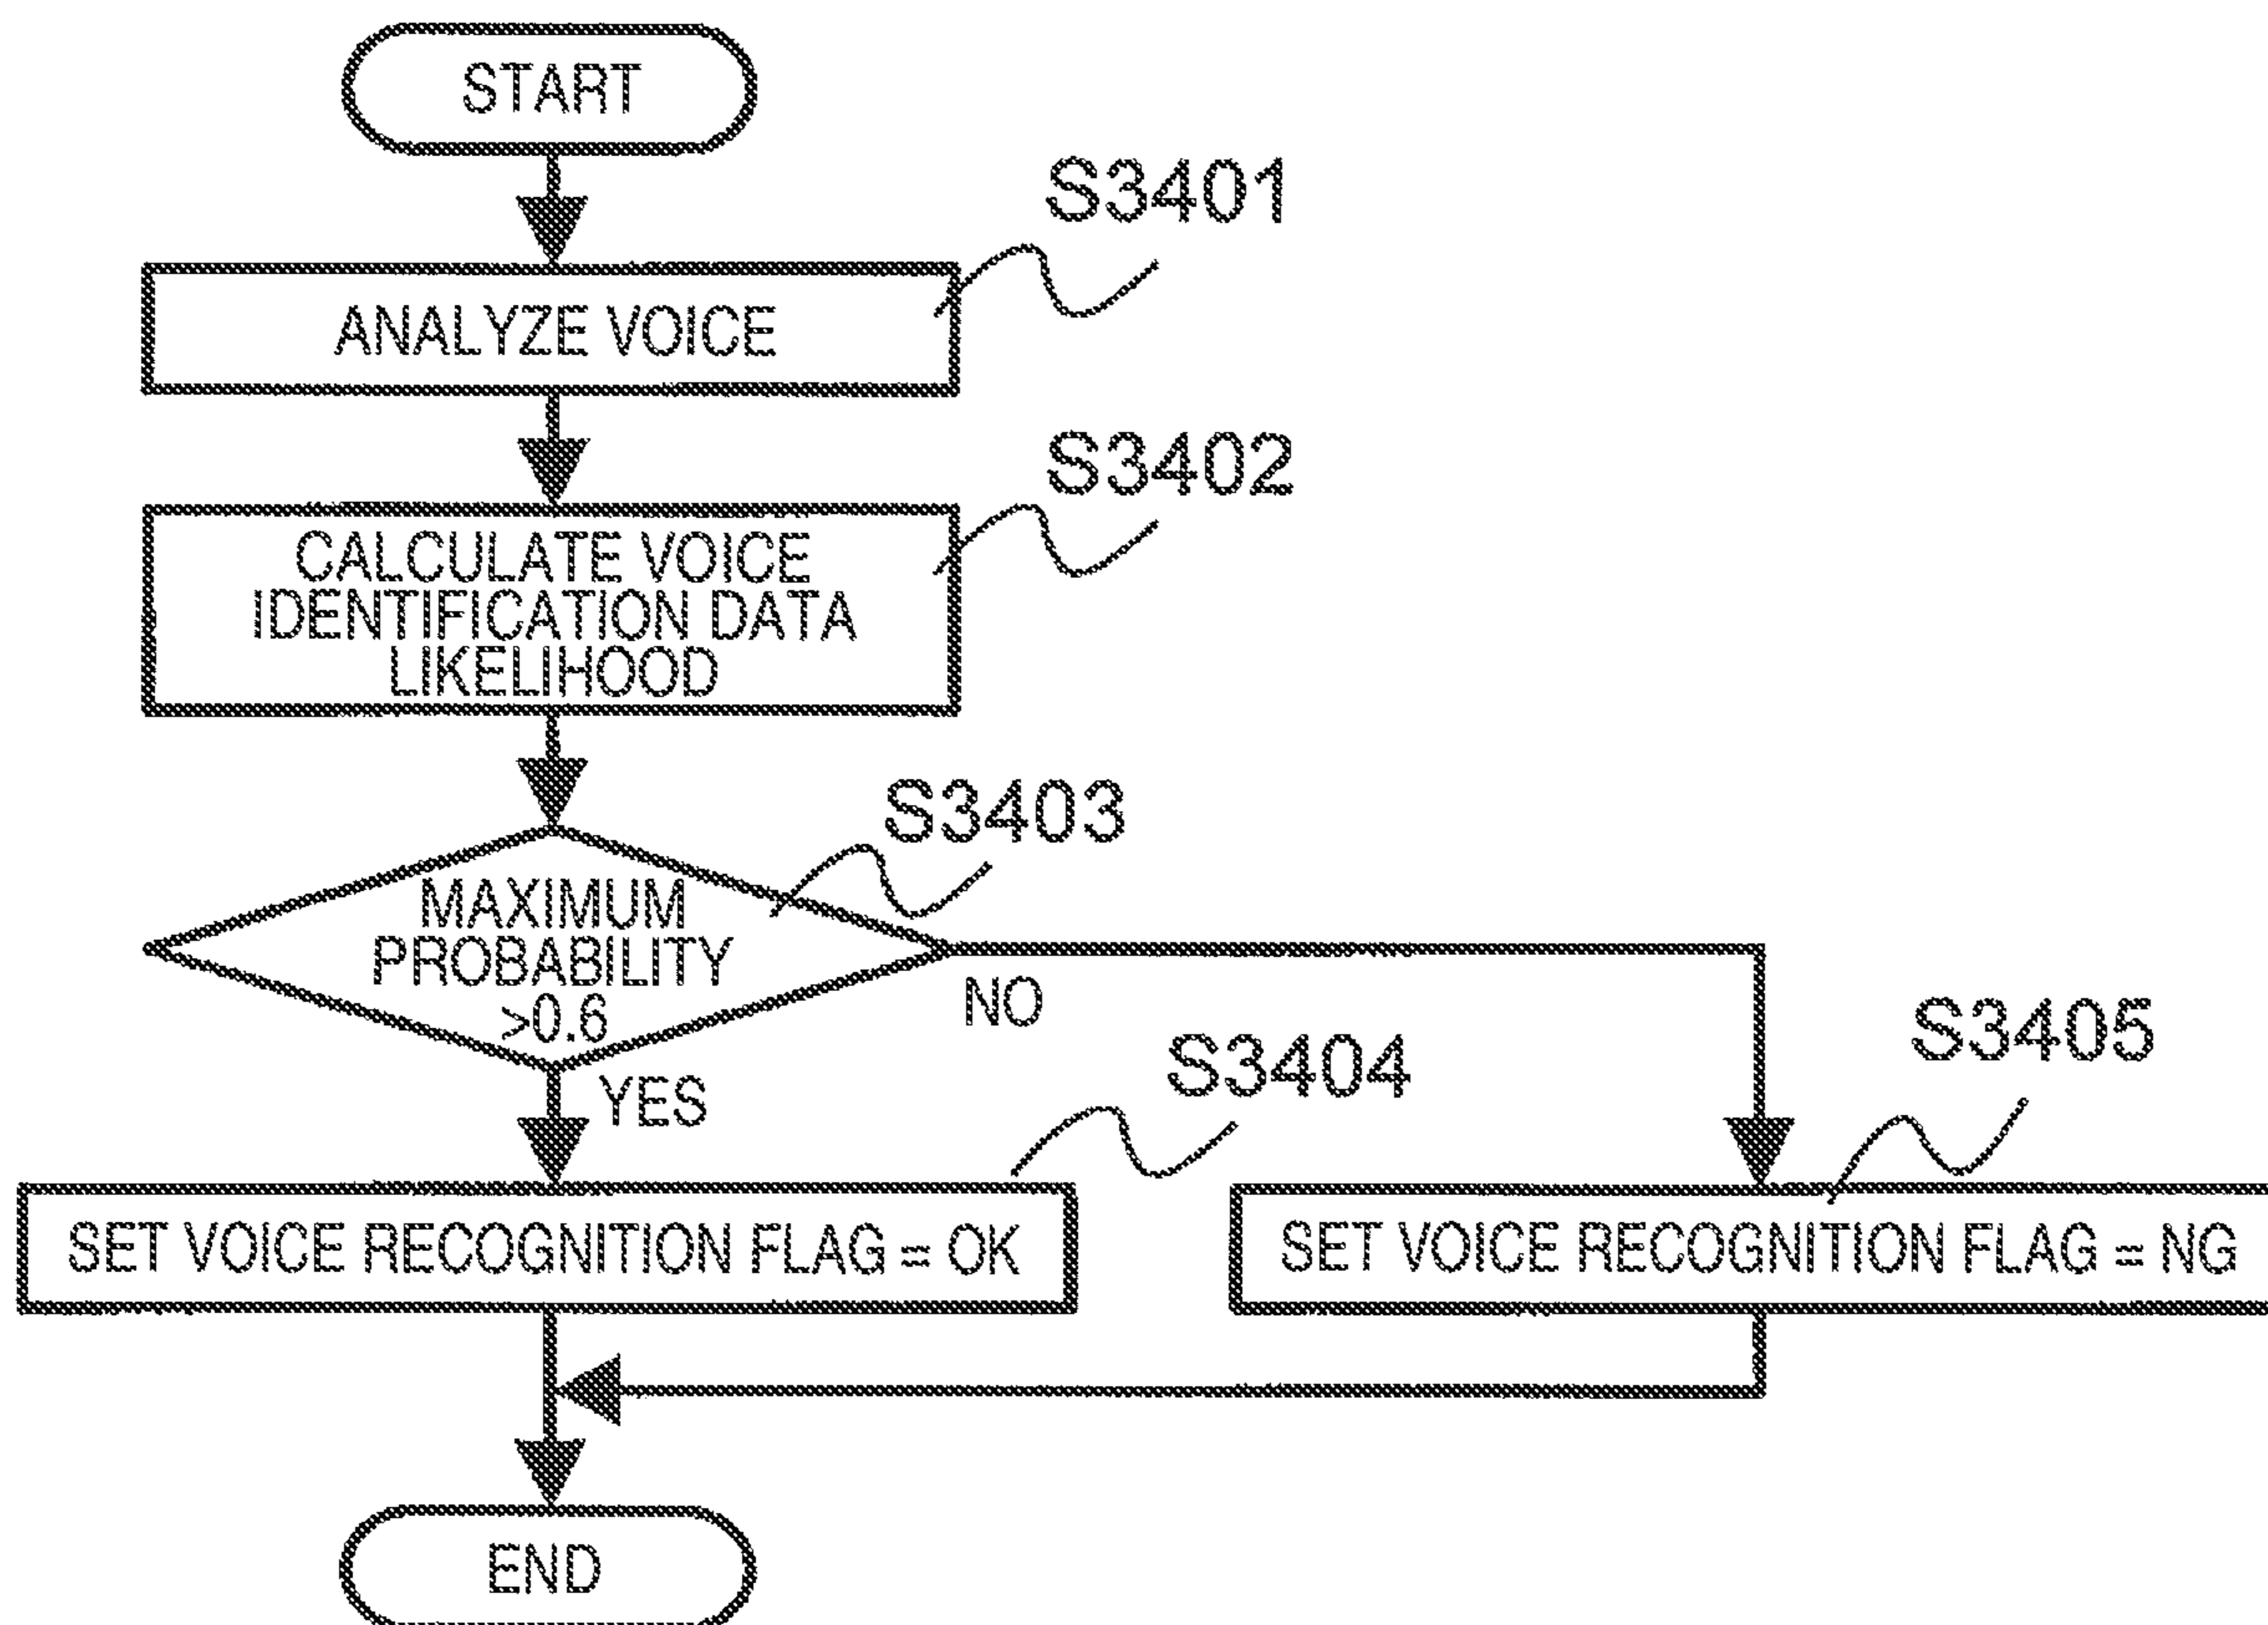 START
S3401
ANALYZE VOICE
S3402
CALCULATE VOICE
IDENTIFICATION DATA
LIKELIHOOD
S3403
MAXIMUM
PROBABILITY
>0.6
NO
YES
S3404
S3405
SET VOICE RECOGNITION FLAG = OK
SET VOICE RECOGNITION FLAG = NG
END